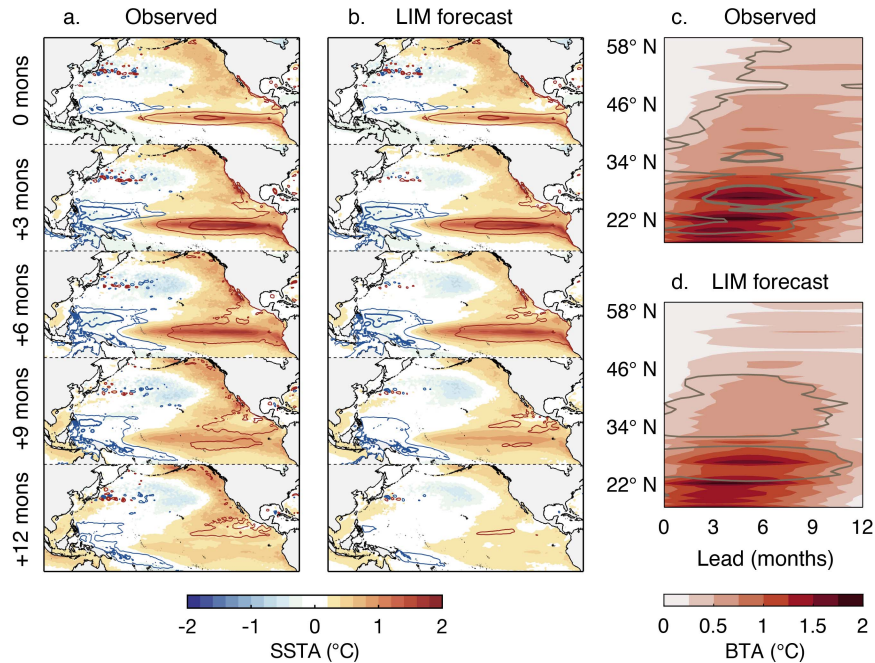 a. Observed
b. LIM forecast
0 mons
+3 mons
+6 mons
+9 mons
+12 mons
-2 -1 0 1 2
SSTA (°C)
c. Observed
58° N
46° N
34° N
22° N
d. LIM forecast
58° N
46° N
34° N
22° N
0 3 6 9 12
Lead (months)
0 0.5 1 1.5 2
BTA (°C)